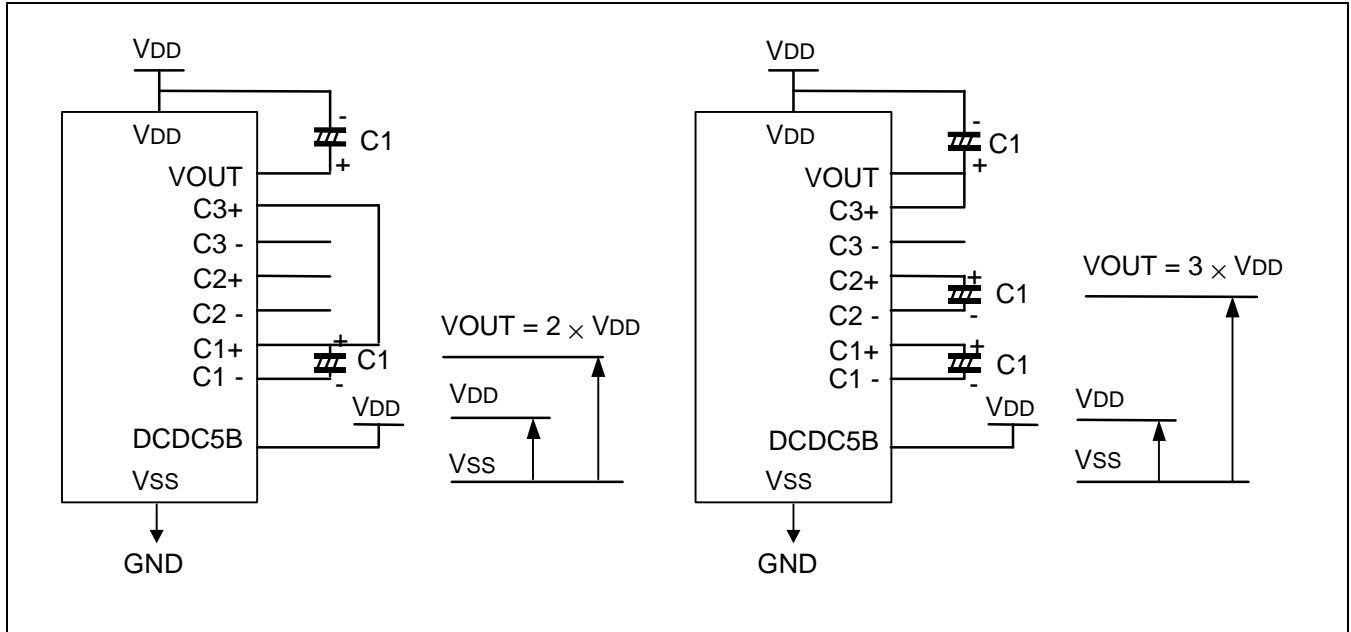 VDD
VDD
-
C1
+
VOUT
C3+
C3 -
C2+
C2 -
C1+
C1 -
+
C1
-
VDD
DCDC5B
VSS
GND
VOUT = 2 × VDD
VDD
VSS
VDD
VDD
-
C1
+
VOUT
C3+
C3 -
C2+
C2 -
+
C1
-
C1+
C1 -
+
C1
-
VDD
DCDC5B
VSS
GND
VOUT = 3 × VDD
VDD
VSS